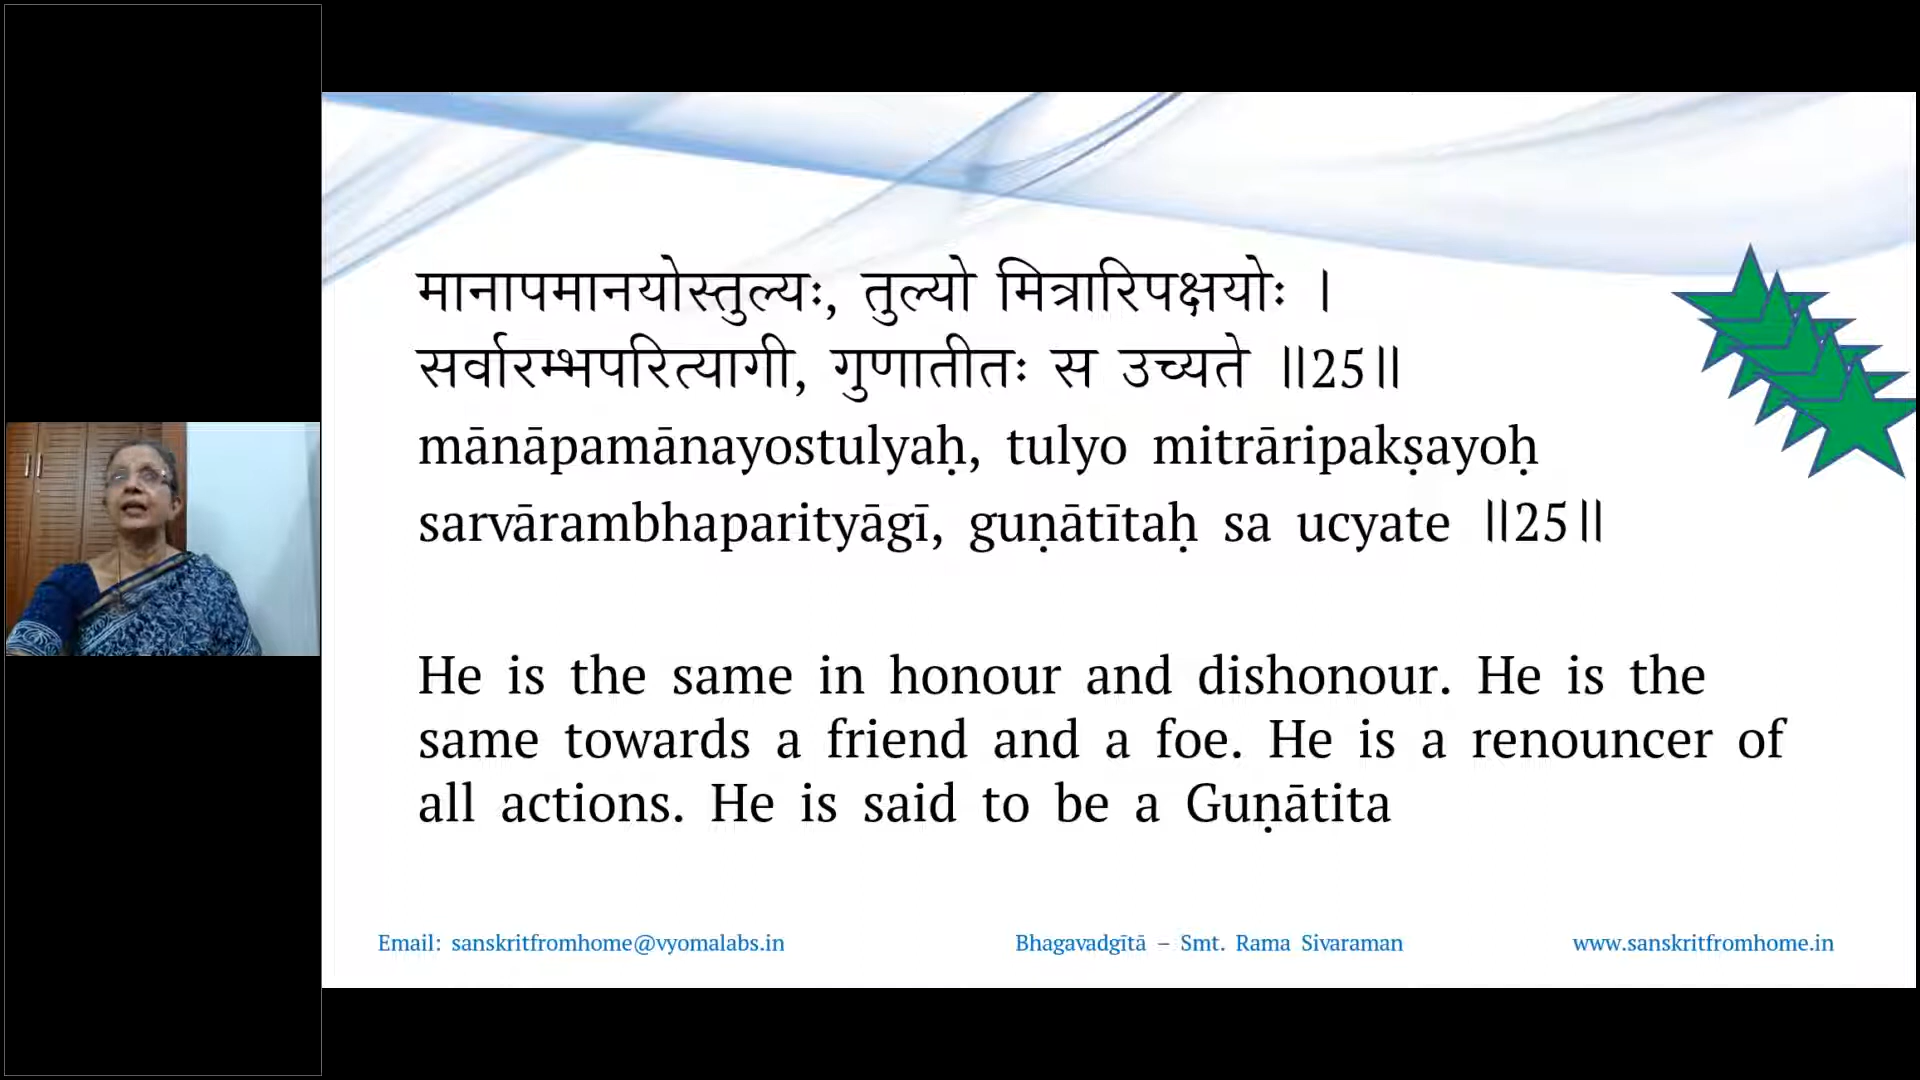 मानापमानयोस्तुल्यः, तुल्यो मित्रारिपक्षयोः ।
सर्वारम्भपरित्यागी, गुणातीतः स उच्यते ॥25॥
mānāpamānayostulyaḥ, tulyo mitrāripakṣayoḥ
sarvārambhaparityāgī, guṇātītaḥ sa ucyate ॥25॥
He is the same in honour and dishonour. He is the
same towards a friend and a foe. He is a renouncer of
all actions. He is said to be a Guṇātita
Email: sanskritfromhome@vyomalabs.in Bhagavadgītā – Smt. Rama Sivaraman www.sanskritfromhome.in